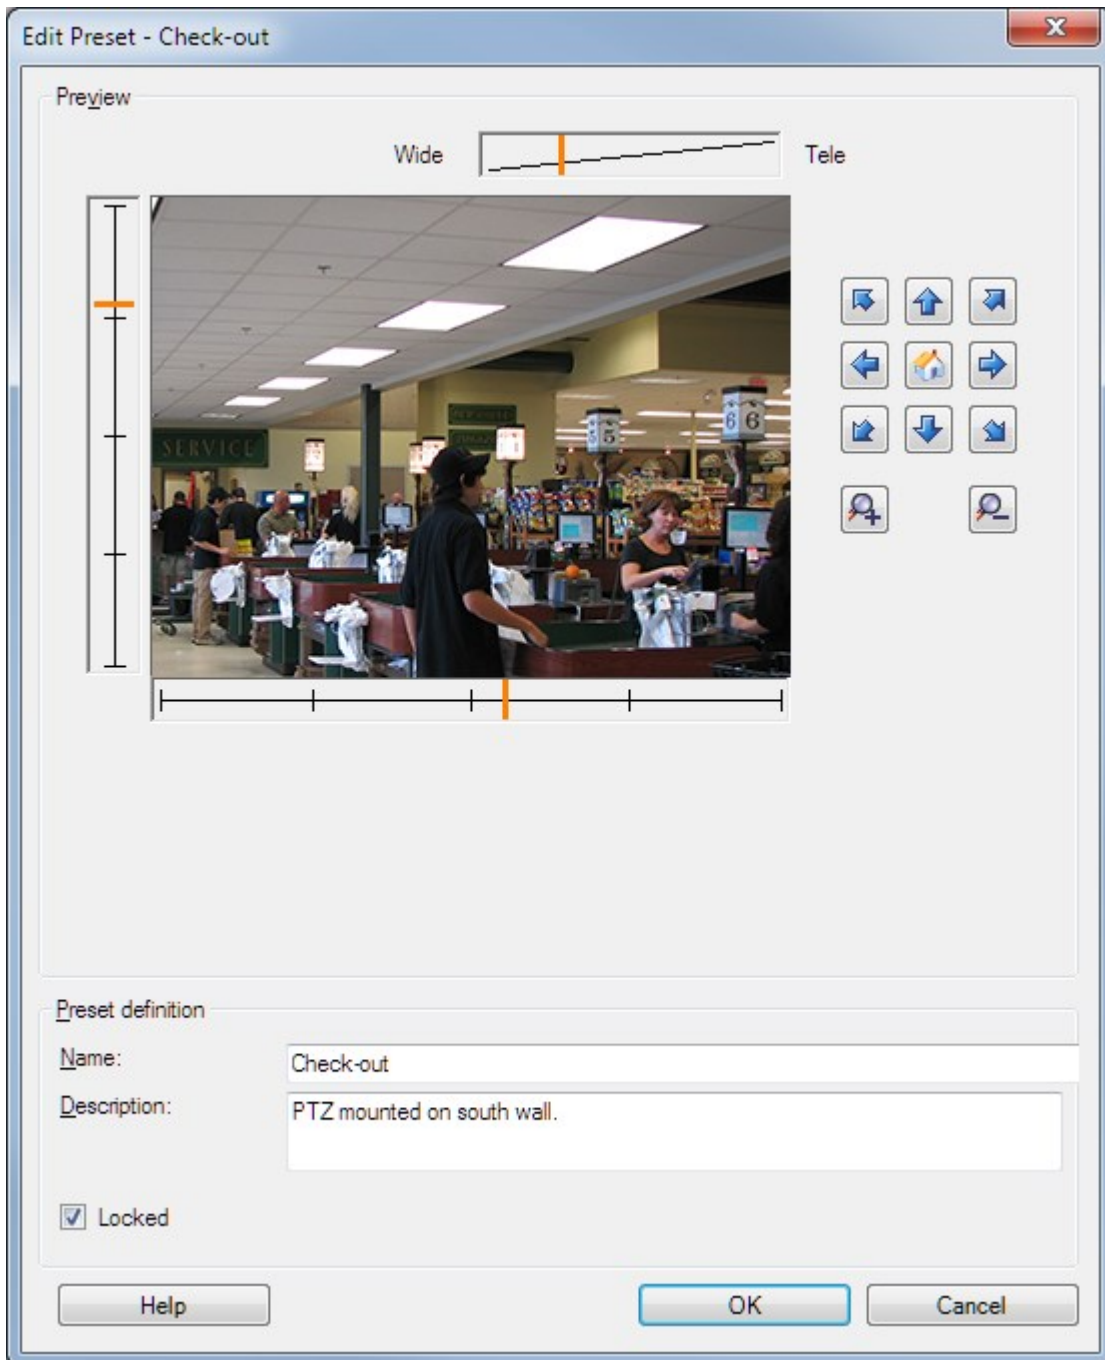 Edit Preset - Check-out
Preview
Wide
Tele
SERVICE
5 5
6 6
Preset definition
Name:
Check-out
Description:
PTZ mounted on south wall.
Locked
Help
OK
Cancel